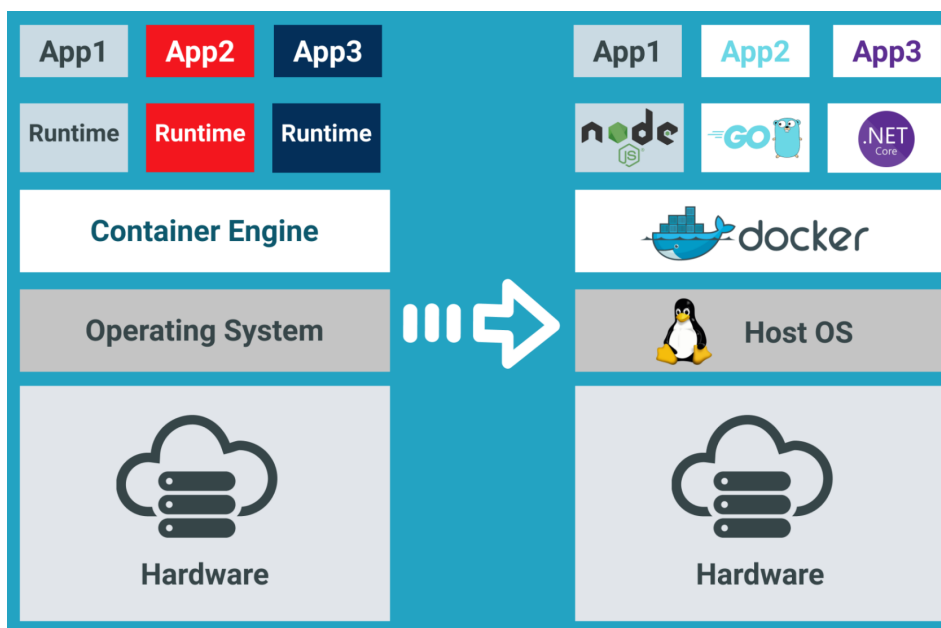 App1 App2 App3
Runtime Runtime Runtime
Container Engine
Operating System
Hardware
App1 App2 App3
node
JS
GO
.NET
Core
docker
Host OS
Hardware